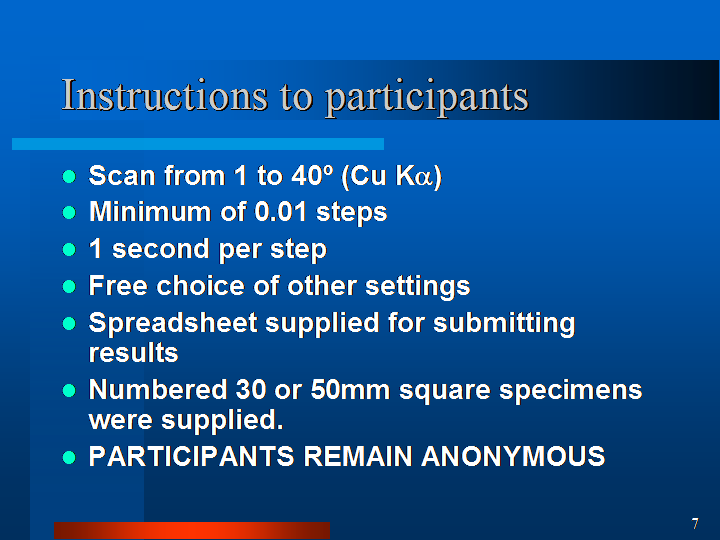 Instructions to participants
Scan from 1 to 40º (Cu Kα)
Minimum of 0.01 steps
1 second per step
Free choice of other settings
Spreadsheet supplied for submitting
results
Numbered 30 or 50mm square specimens
were supplied.
PARTICIPANTS REMAIN ANONYMOUS
7